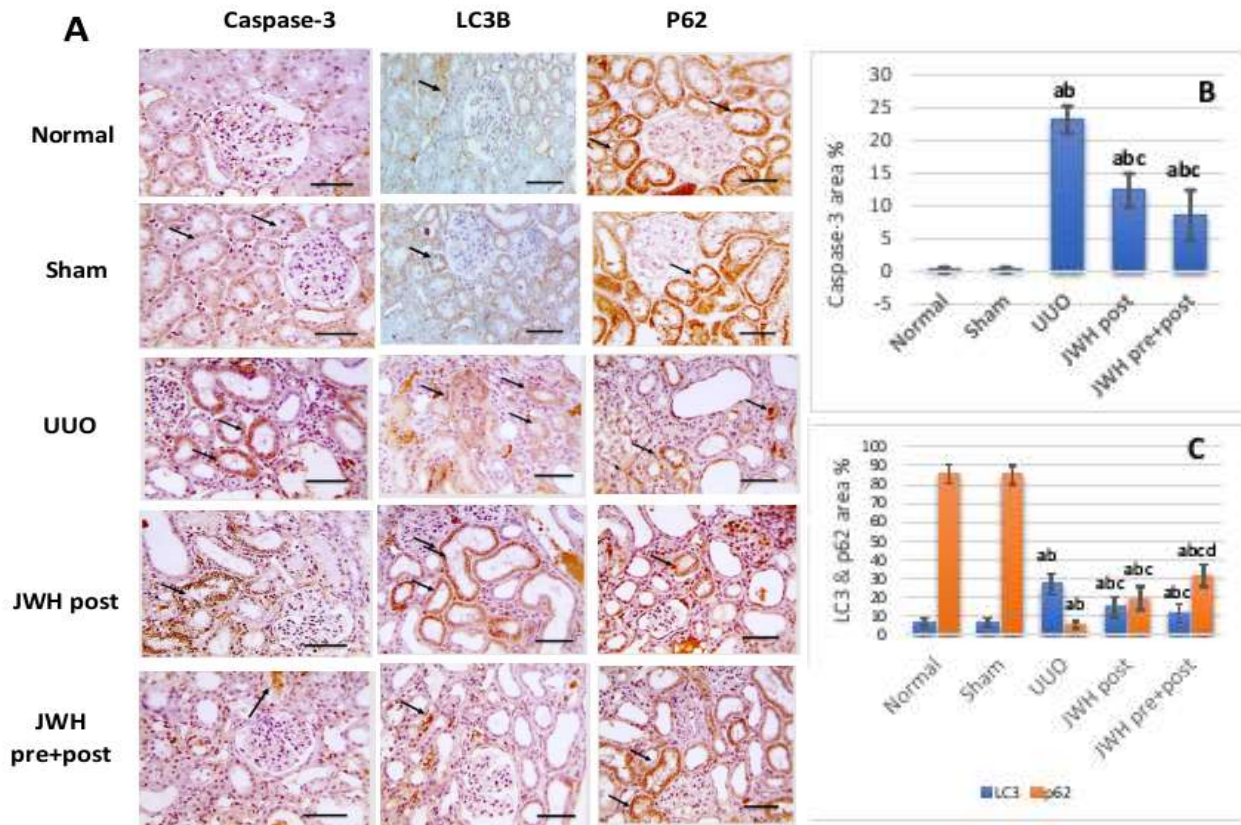 A
Caspase-3 LC3B P62
Normal
Sham
UUO
JWH post
JWH
pre+post
B
Caspase-3 area %
30
25
20
15
10
5
0
-5
ab
abc
abc
Normal
Sham
UUO
JWH post
JWH pre+post
C
LC3 & p62 area %
100
90
80
70
60
50
40
30
20
10
0
ab
ab
abc
abc
abc
abcd
Normal
Sham
UUO
JWH post
JWH pre+post
LC3 p62